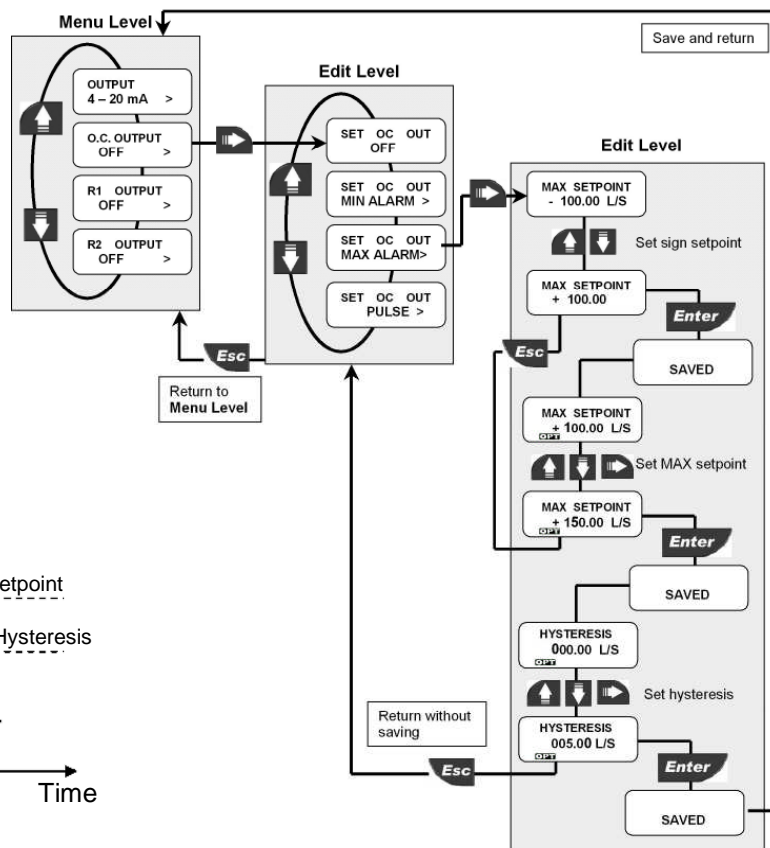 Menu Level
OUTPUT
4 – 20 mA >
O.C. OUTPUT
OFF >
R1 OUTPUT
OFF >
R2 OUTPUT
OFF >
Esc
Return to
Menu Level
Edit Level
SET OC OUT
OFF
SET OC OUT
MIN ALARM >
SET OC OUT
MAX ALARM>
SET OC OUT
PULSE >
Save and return
Edit Level
MAX SETPOINT
- 100.00 L/S
Set sign setpoint
MAX SETPOINT
+ 100.00
Enter
Esc
SAVED
MAX SETPOINT
+ 100.00 L/S
OPT
Set MAX setpoint
MAX SETPOINT
+ 150.00 L/S
OPT
Enter
SAVED
HYSTERESIS
000.00 L/S
OPT
Set hysteresis
HYSTERESIS
005.00 L/S
OPT
Enter
SAVED
Return without
saving
Esc
etpoint
Hysteresis
Time